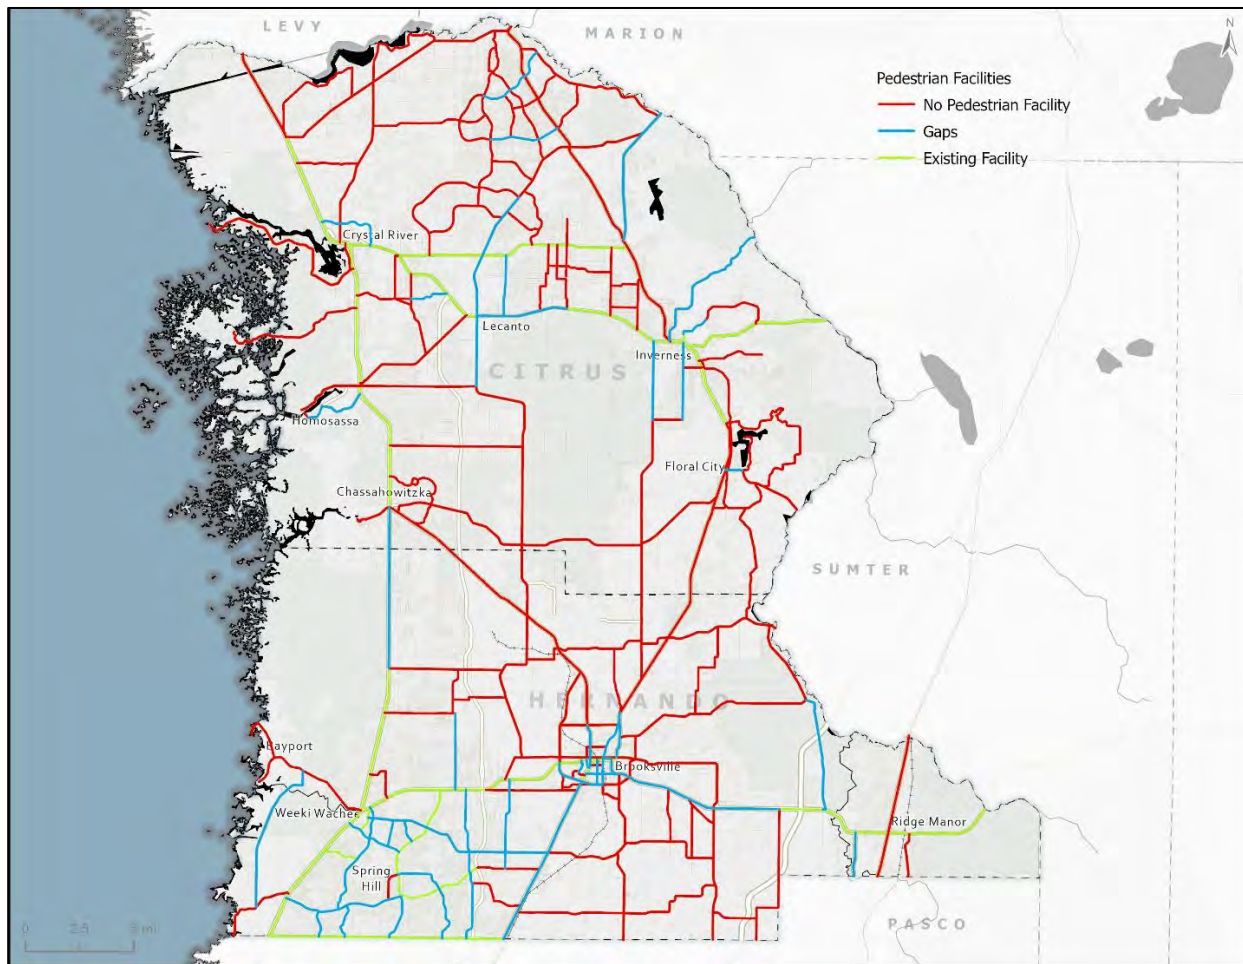 LEVY
MARION
N
Pedestrian Facilities
No Pedestrian Facility
Gaps
Existing Facility
Crystal River
Lecanto
Inverness
CITRUS
Homosassa
Floral City
Chassahowitzka
SUMTER
HERNANDO
Bayport
Brooksville
Weeki Wachee
Ridge Manor
Spring
Hill
PASCO
0 2.5 5 mi